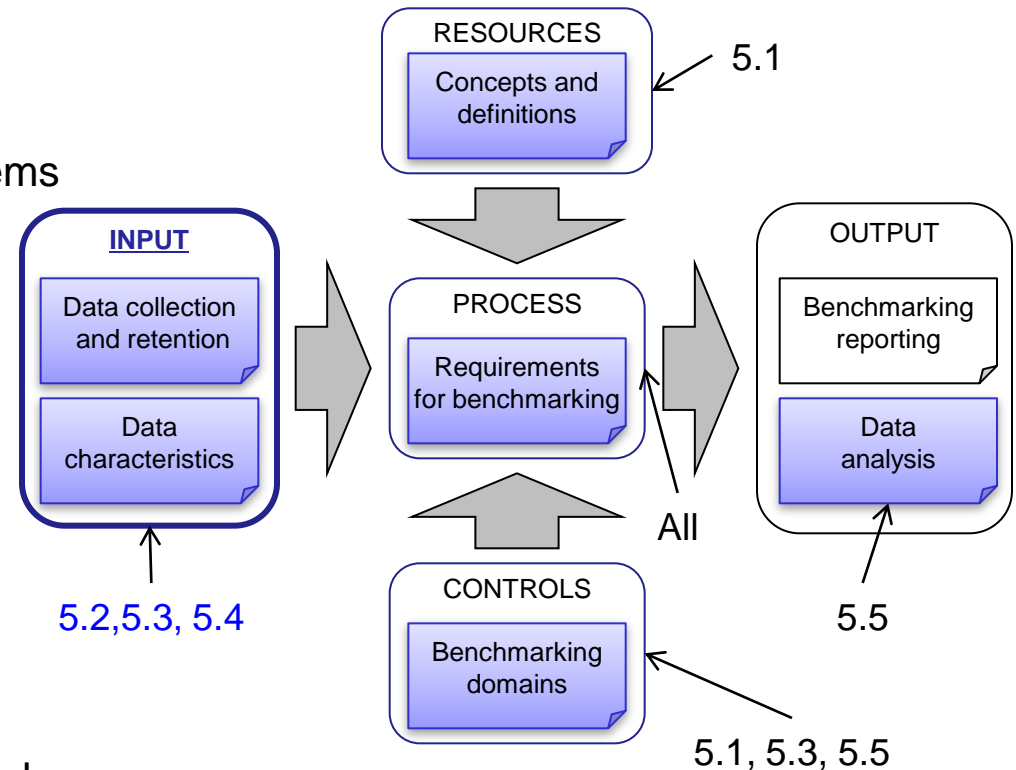 RESOURCES
Concepts and
definitions
5.1
ems
INPUT
Data collection
and retention
Data
characteristics
5.2,5.3, 5.4
PROCESS
Requirements
for benchmarking
All
OUTPUT
Benchmarking
reporting
Data
analysis
5.5
CONTROLS
Benchmarking
domains
5.1, 5.3, 5.5